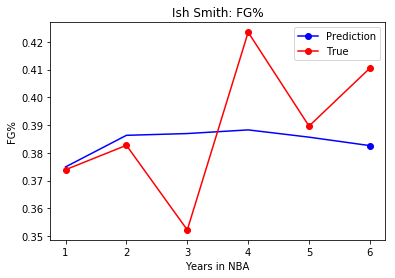 Ish Smith: FG%
Prediction
True
FG%
0.42
0.41
0.40
0.39
0.38
0.37
0.36
0.35
1 2 3 4 5 6
Years in NBA